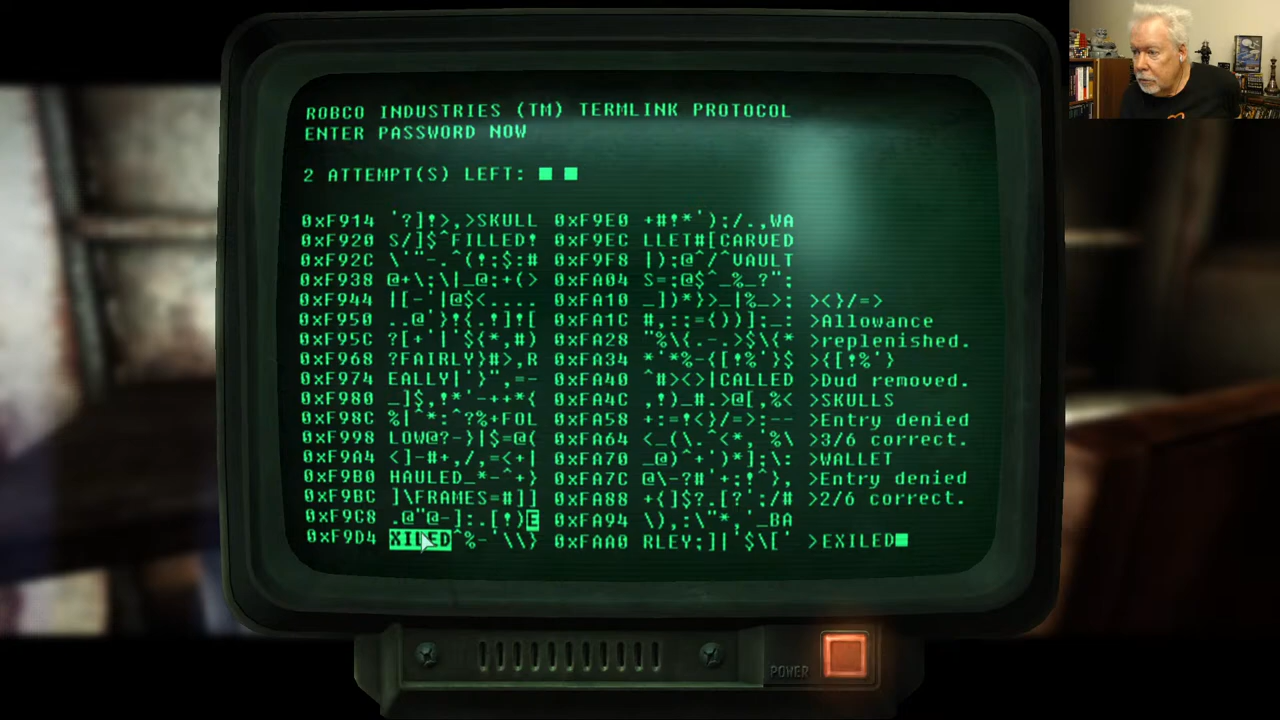 ROBCO INDUSTRIES (TM) TERMLINK PROTOCOL
ENTER PASSWORD NOW
2 ATTEMPT(S) LEFT: ■ ■
0xF914 '?]!>,>SKULL 0xF9E0 +#!*');/.,WA
0xF920 S/]$^FILLED! 0xF9EC LLET#[CARVED
0xF92C \'"-.^(!;$:# 0xF9F8 |);@^/^VAULT
0xF938 @+\;\|_@;+(> 0xFA04 S=;@$^_%_?";
0xF944 |[-'|@$<.... 0xFA10 _])*}>_|%_>; ><}/=>
0xF950 ..@'}!{.!]![ 0xFA1C #,:;={))];_: >Allowance
0xF95C ?[+'|'${*,#) 0xFA28 "%\{.-.>$\{* >replenished.
0xF968 ?FAIRLY}#>,R 0xFA34 *'*%-{[!%'}$ >{[!%'}
0xF974 EALLY|'}",=- 0xFA40 ^#><>|CALLED >Dud removed.
0xF980 _]$,!*'-++*{ 0xFA4C ,!)_#.>@[,%< >SKULLS
0xF98C %|^*:^?%+FOL 0xFA58 +:=!<}/=>:-- >Entry denied
0xF998 LOW@?-}|$=@( 0xFA64 <_(\.^<*,'%\ >3/6 correct.
0xF9A4 <]-#+,/,=<+| 0xFA70 _@)^+')*];\: >WALLET
0xF9B0 HAULED_*-^+} 0xFA7C @\-?#'+:!^}, >Entry denied
0xF9BC ]\FRAMES=#]] 0xFA88 +{]$?.[?';/# >2/6 correct.
0xF9C8 .@"@-]:.[!)E 0xFA94 \),:\"*,'_BA
0xF9D4 XILED^%-'\\} 0xFAA0 RLEY;]|'$\[' >EXILED■
POWER